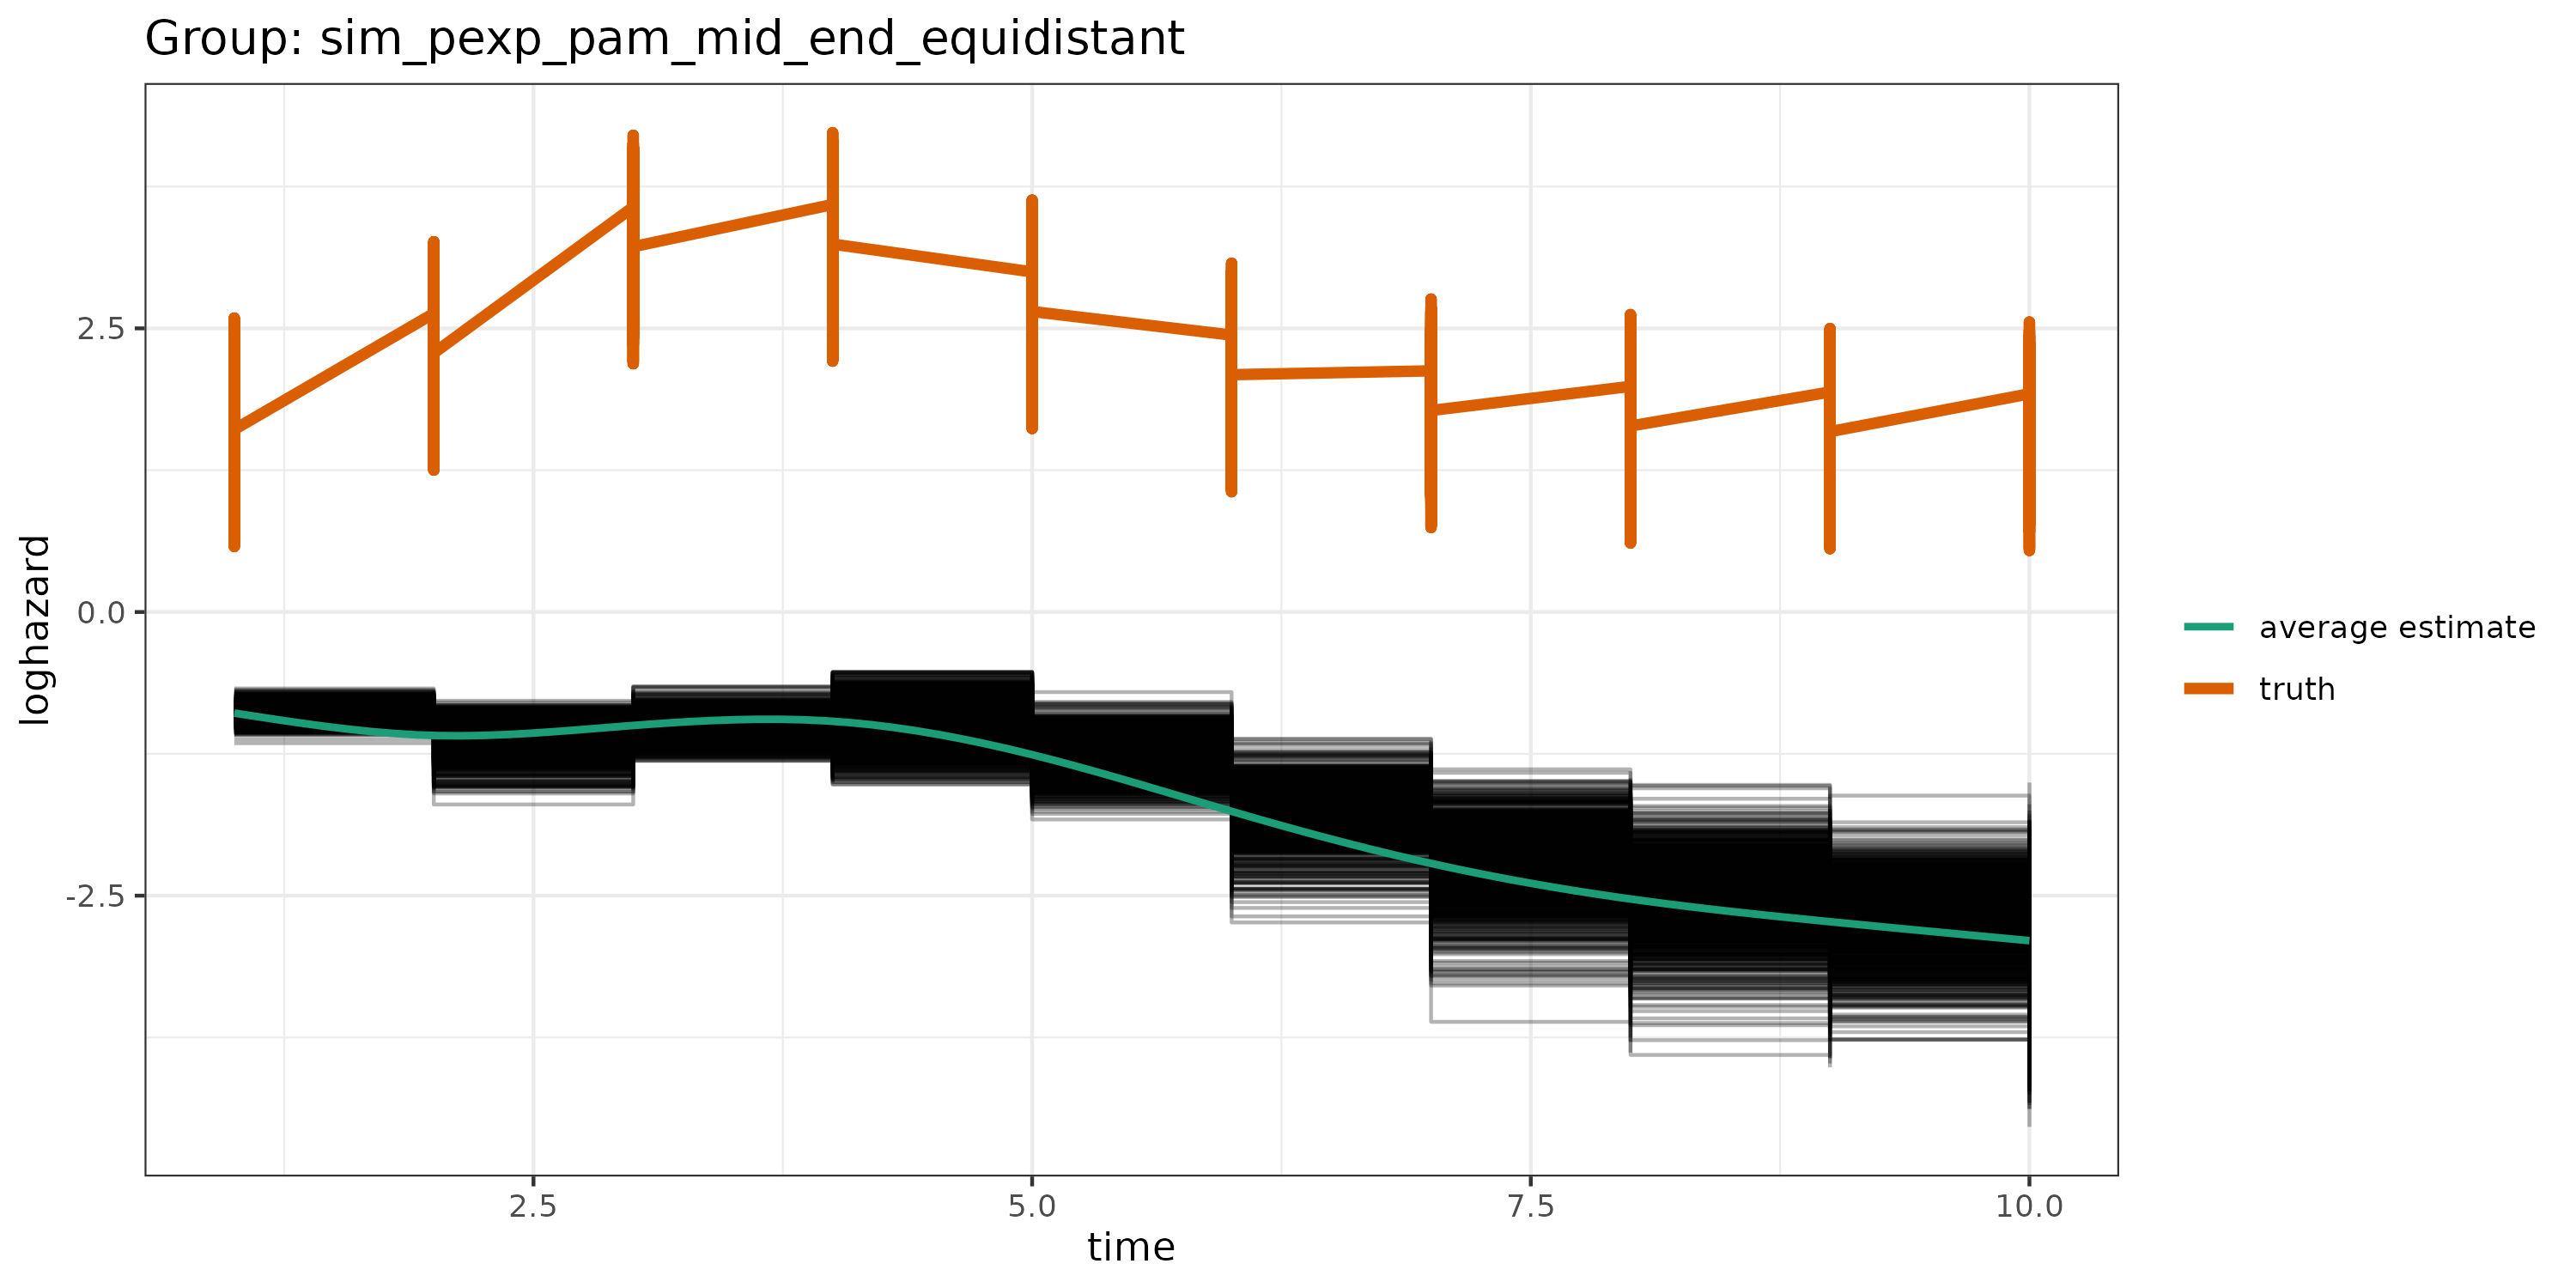 Group: sim_pexp_pam_mid_end_equidistant
loghazard
2.5
0.0
-2.5
2.5 5.0 7.5 10.0
time
average estimate
truth